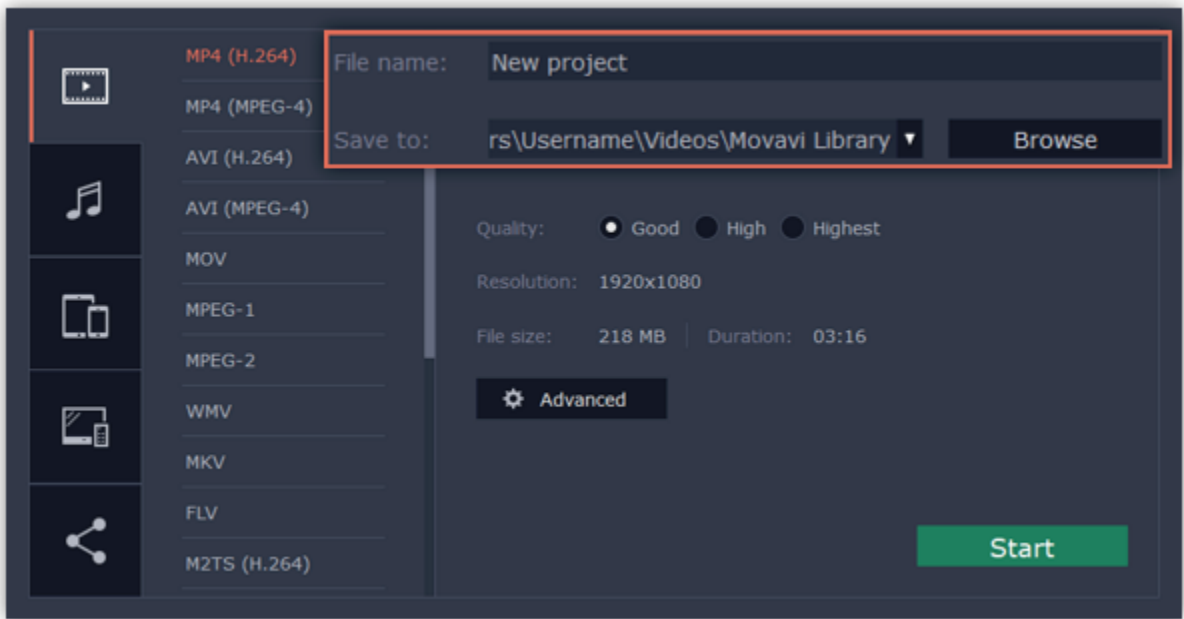 MP4 (H.264)
MP4 (MPEG-4)
AVI (H.264)
AVI (MPEG-4)
MOV
MPEG-1
MPEG-2
WMV
MKV
FLV
M2TS (H.264)
File name: New project
Save to: rs\Username\Videos\Movavi Library Browse
Quality: Good High Highest
Resolution: 1920x1080
File size: 218 MB Duration: 03:16
Advanced
Start